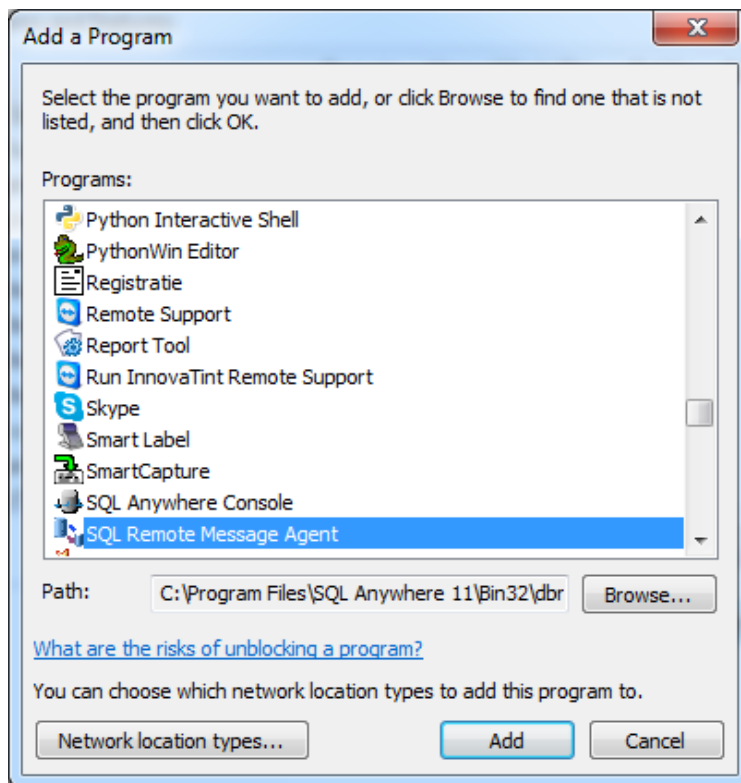 Add a Program
Select the program you want to add, or click Browse to find one that is not
listed, and then click OK.
Programs:
Python Interactive Shell
PythonWin Editor
Registratie
Remote Support
Report Tool
Run InnovaTint Remote Support
Skype
Smart Label
SmartCapture
SQL Anywhere Console
SQL Remote Message Agent
Path: C:\Program Files\SQL Anywhere 11\Bin32\dbr Browse...
What are the risks of unblocking a program?
You can choose which network location types to add this program to.
Network location types... Add Cancel